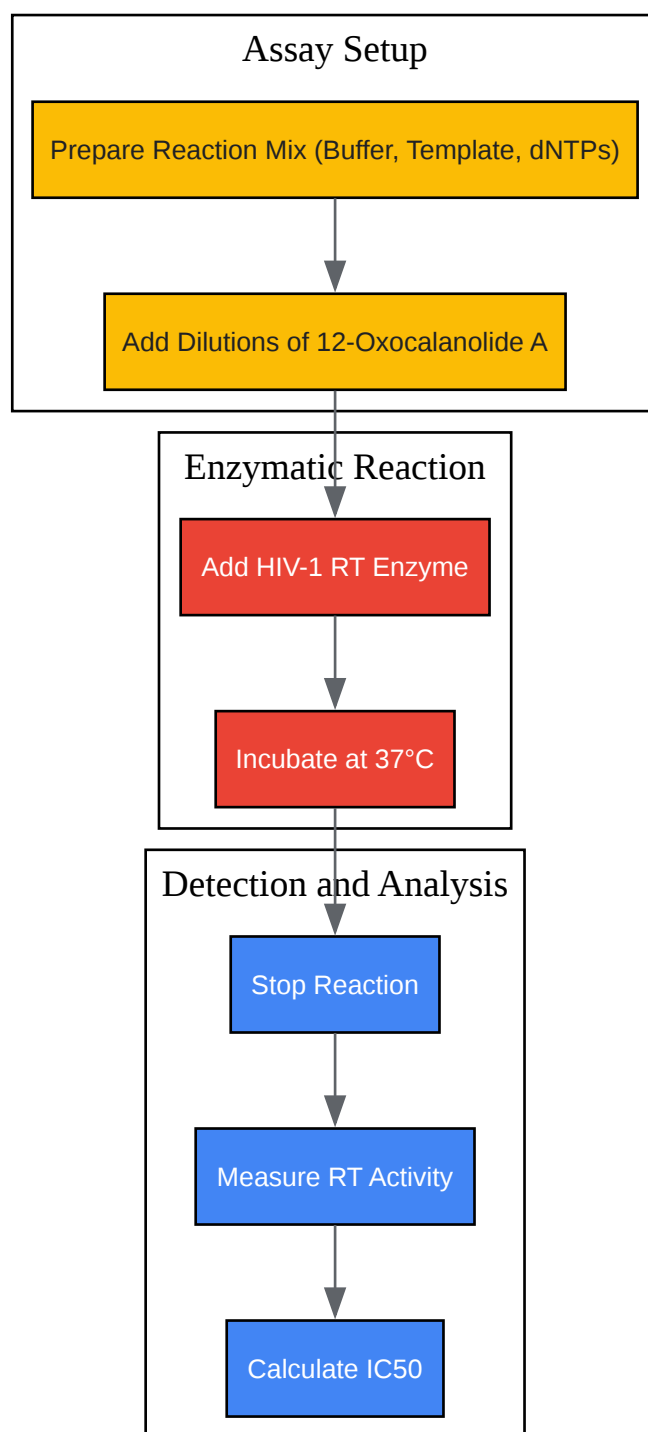 Assay Setup
Prepare Reaction Mix (Buffer, Template, dNTPs)
Add Dilutions of 12-Oxocalanolide A
Enzymatic Reaction
Add HIV-1 RT Enzyme
Incubate at 37°C
Detection and Analysis
Stop Reaction
Measure RT Activity
Calculate IC50